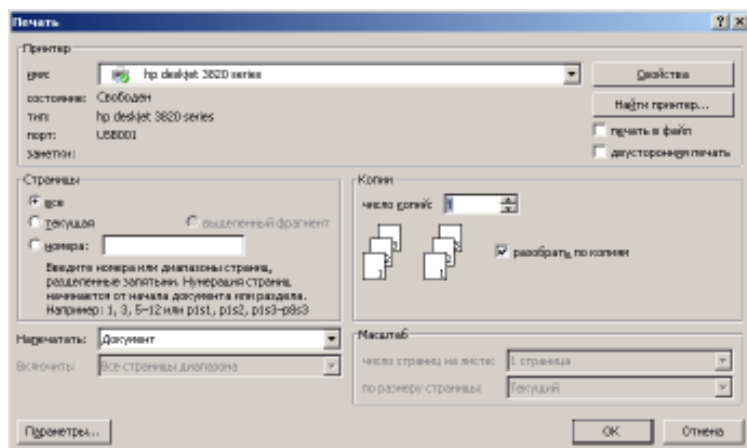 Печать
Принтер
имя: hp deskjet 3820 series
Свойства
состояние: Свободен
тип: hp deskjet 3820 series
порт: USB001
заметки:
Найти принтер...
печать в файл
двусторонняя печать
Страницы
все
текущая выделенный фрагмент
номера:
Введите номера или диапазоны страниц,
разделенные запятыми. Нумерация страниц
начинается от начала документа или раздела.
Например: 1, 3, 5–12 или p1s1, p1s2, p1s3–p8s3
Копии
число копий: 1
разобрать по копиям
Напечатать: Документ
Включить: Все страницы диапазона
Масштаб
число страниц на листе: 1 страница
по размеру страницы: Текущий
Параметры...
OK
Отмена